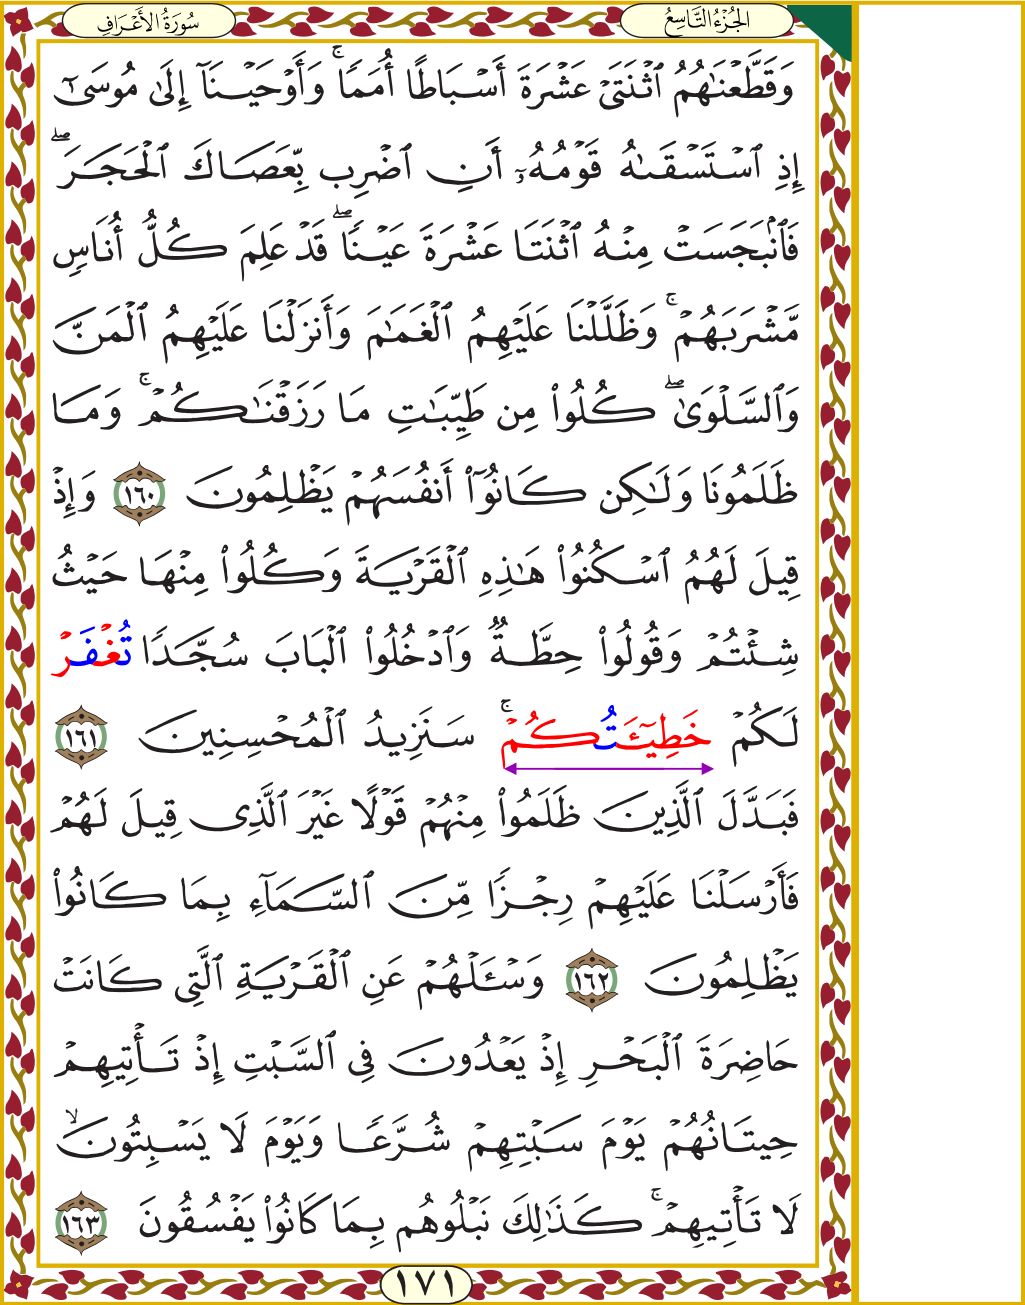 الجُزْءُ التَّاسِعُ
سُورَةُ الأَعْرَافِ
وَقَطَّعْنَٰهُمُ ٱثْنَتَىْ عَشْرَةَ أَسْبَاطًا أُمَمًا ۚ وَأَوْحَيْنَآ إِلَىٰ مُوسَىٰٓ
إِذِ ٱسْتَسْقَىٰهُ قَوْمُهُۥٓ أَنِ ٱضْرِب بِّعَصَاكَ ٱلْحَجَرَ ۖ
فَٱنۢبَجَسَتْ مِنْهُ ٱثْنَتَا عَشْرَةَ عَيْنًا ۖ قَدْ عَلِمَ كُلُّ أُنَاسٍ
مَّشْرَبَهُمْ ۚ وَظَلَّلْنَا عَلَيْهِمُ ٱلْغَمَٰمَ وَأَنزَلْنَا عَلَيْهِمُ ٱلْمَنَّ
وَٱلسَّلْوَىٰ ۖ كُلُوا۟ مِن طَيِّبَٰتِ مَا رَزَقْنَٰكُمْ ۚ وَمَا
ظَلَمُونَا وَلَٰكِن كَانُوٓا۟ أَنفُسَهُمْ يَظْلِمُونَ ١٦٠ وَإِذْ
قِيلَ لَهُمُ ٱسْكُنُوا۟ هَٰذِهِ ٱلْقَرْيَةَ وَكُلُوا۟ مِنْهَا حَيْثُ
شِئْتُمْ وَقُولُوا۟ حِطَّةٌ وَٱدْخُلُوا۟ ٱلْبَابَ سُجَّدًا تُغْفَرْ
لَكُمْ خَطِيٓـَٔتُكُمْ ۚ سَنَزِيدُ ٱلْمُحْسِنِينَ ١٦١
فَبَدَّلَ ٱلَّذِينَ ظَلَمُوا۟ مِنْهُمْ قَوْلًا غَيْرَ ٱلَّذِى قِيلَ لَهُمْ
فَأَرْسَلْنَا عَلَيْهِمْ رِجْزًا مِّنَ ٱلسَّمَآءِ بِمَا كَانُوا۟
يَظْلِمُونَ ١٦٢ وَسْـَٔلْهُمْ عَنِ ٱلْقَرْيَةِ ٱلَّتِى كَانَتْ
حَاضِرَةَ ٱلْبَحْرِ إِذْ يَعْدُونَ فِى ٱلسَّبْتِ إِذْ تَأْتِيهِمْ
حِيتَانُهُمْ يَوْمَ سَبْتِهِمْ شُرَّعًا وَيَوْمَ لَا يَسْبِتُونَ ۙ
لَا تَأْتِيهِمْ ۚ كَذَٰلِكَ نَبْلُوهُم بِمَا كَانُوا۟ يَفْسُقُونَ ١٦٣
١٧١